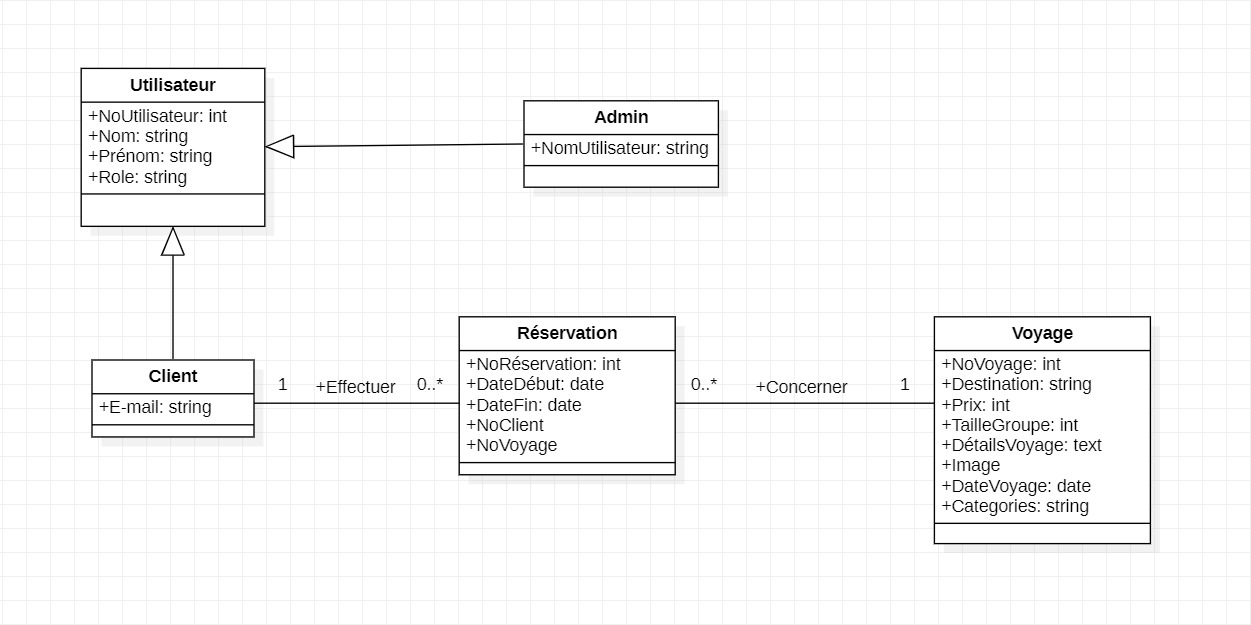 Utilisateur
+NoUtilisateur: int
+Nom: string
+Prénom: string
+Role: string
Admin
+NomUtilisateur: string
Client
+E-mail: string
1
+Effectuer
0..*
Réservation
+NoRéservation: int
+DateDébut: date
+DateFin: date
+NoClient
+NoVoyage
0..*
+Concerner
1
Voyage
+NoVoyage: int
+Destination: string
+Prix: int
+TailleGroupe: int
+DétailsVoyage: text
+Image
+DateVoyage: date
+Categories: string